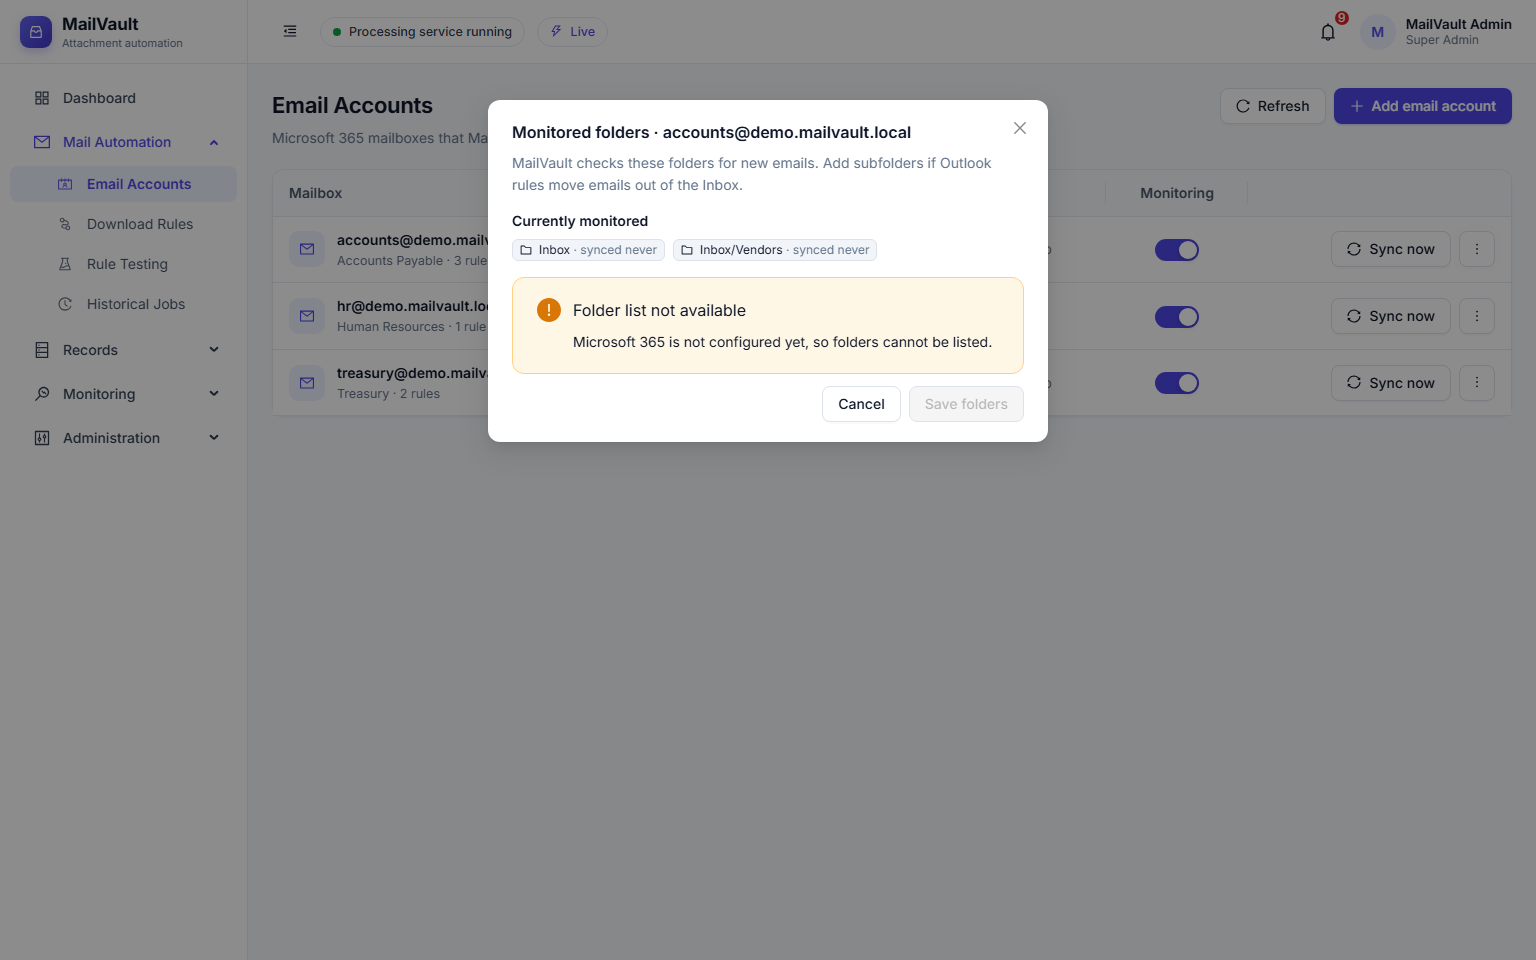 MailVault
Attachment automation
Processing service running
Live
9
M
MailVault Admin
Super Admin
Dashboard
Mail Automation
Email Accounts
Download Rules
Rule Testing
Historical Jobs
Records
Monitoring
Administration
Email Accounts
Microsoft 365 mailboxes that
Refresh
Add email account
Mailbox
Monitoring
accounts@demo.mailv
Accounts Payable · 3 rule
Sync now
hr@demo.mailvault.lo
Human Resources · 1 rule
Sync now
treasury@demo.mailv
Treasury · 2 rules
Sync now
Monitored folders · accounts@demo.mailvault.local
MailVault checks these folders for new emails. Add subfolders if Outlook
rules move emails out of the Inbox.
Currently monitored
Inbox · synced never
Inbox/Vendors · synced never
Folder list not available
Microsoft 365 is not configured yet, so folders cannot be listed.
Cancel
Save folders